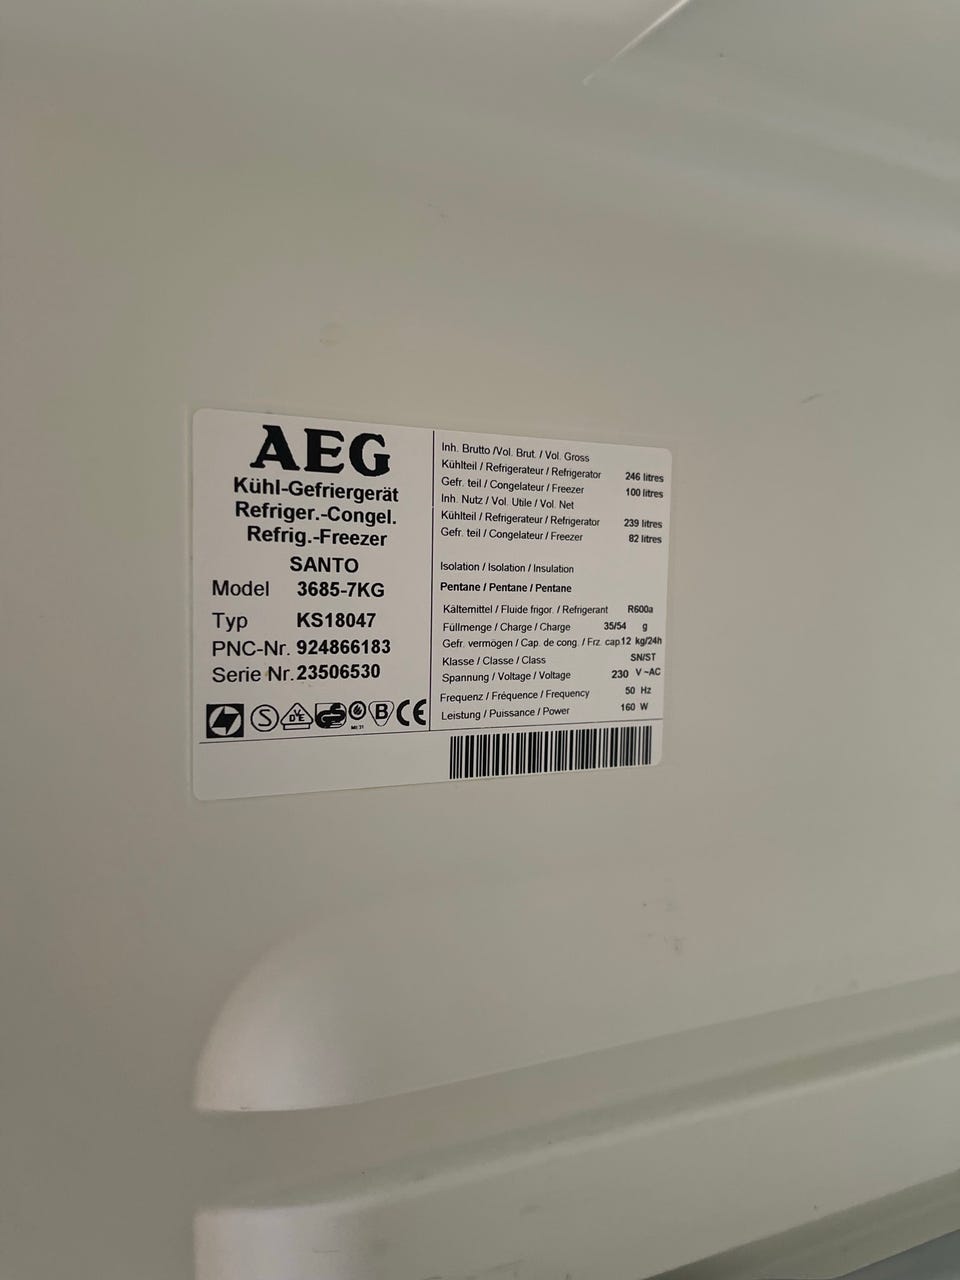 AEG
Kühl-Gefriergerät
Refriger.-Congel.
Refrig.-Freezer
SANTO
Model 3685-7KG
Typ KS18047
PNC-Nr. 924866183
Serie Nr. 23506530
S VDE GS B CE
Inh. Brutto /Vol. Brut. / Vol. Gross
Kühlteil / Refrigerateur / Refrigerator 246 litres
Gefr. teil / Congelateur / Freezer 100 litres
Inh. Nutz / Vol. Utile / Vol. Net
Kühlteil / Refrigerateur / Refrigerator 239 litres
Gefr. teil / Congelateur / Freezer 82 litres
Isolation / Isolation / Insulation
Pentane / Pentane / Pentane
Kältemittel / Fluide frigor. / Refrigerant R600a
Füllmenge / Charge / Charge 35/54 g
Gefr. vermögen / Cap. de cong. / Frz. cap 12 kg/24h
Klasse / Classe / Class SN/ST
Spannung / Voltage / Voltage 230 V ~AC
Frequenz / Fréquence / Frequency 50 Hz
Leistung / Puissance / Power 160 W